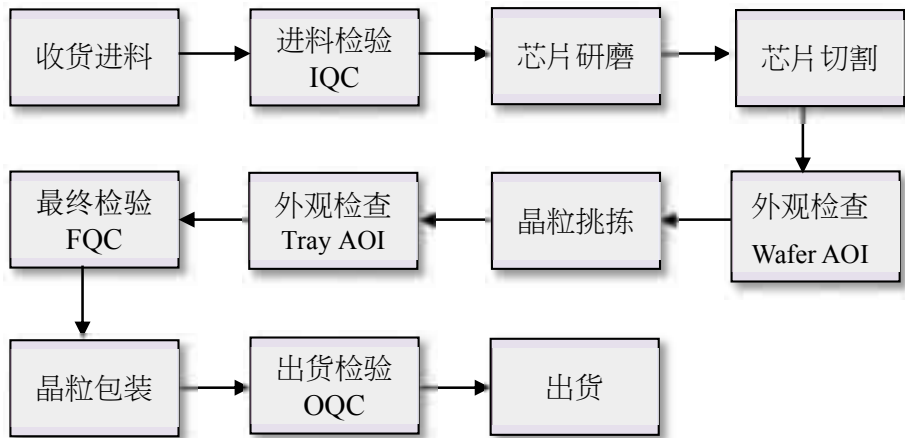 收货进料
进料检验
IQC
芯片研磨
芯片切割
外观检查
Wafer AOI
晶粒挑拣
外观检查
Tray AOI
最终检验
FQC
晶粒包装
出货检验
OQC
出货